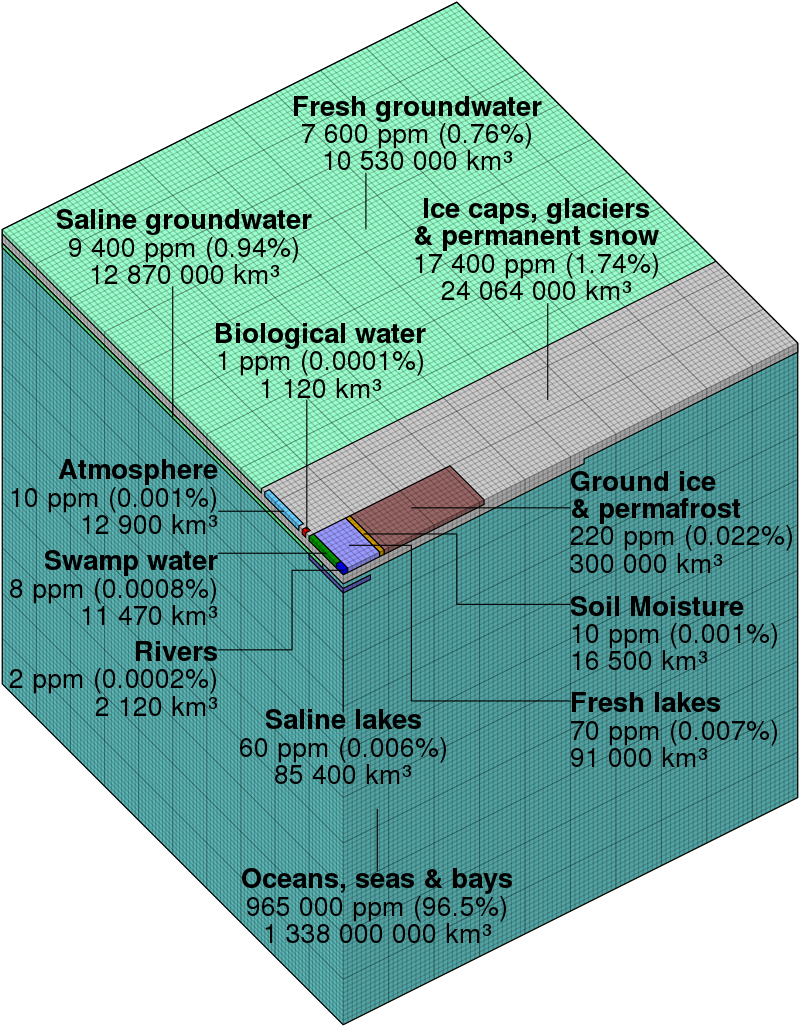 Fresh groundwater
7 600 ppm (0.76%)
10 530 000 km³
Saline groundwater
9 400 ppm (0.94%)
12 870 000 km³
Ice caps, glaciers
& permanent snow
17 400 ppm (1.74%)
24 064 000 km³
Biological water
1 ppm (0.0001%)
1 120 km³
Atmosphere
10 ppm (0.001%)
12 900 km³
Ground ice
& permafrost
220 ppm (0.022%)
300 000 km³
Swamp water
8 ppm (0.0008%)
11 470 km³
Soil Moisture
10 ppm (0.001%)
16 500 km³
Rivers
2 ppm (0.0002%)
2 120 km³
Fresh lakes
70 ppm (0.007%)
91 000 km³
Saline lakes
60 ppm (0.006%)
85 400 km³
Oceans, seas & bays
965 000 ppm (96.5%)
1 338 000 000 km³